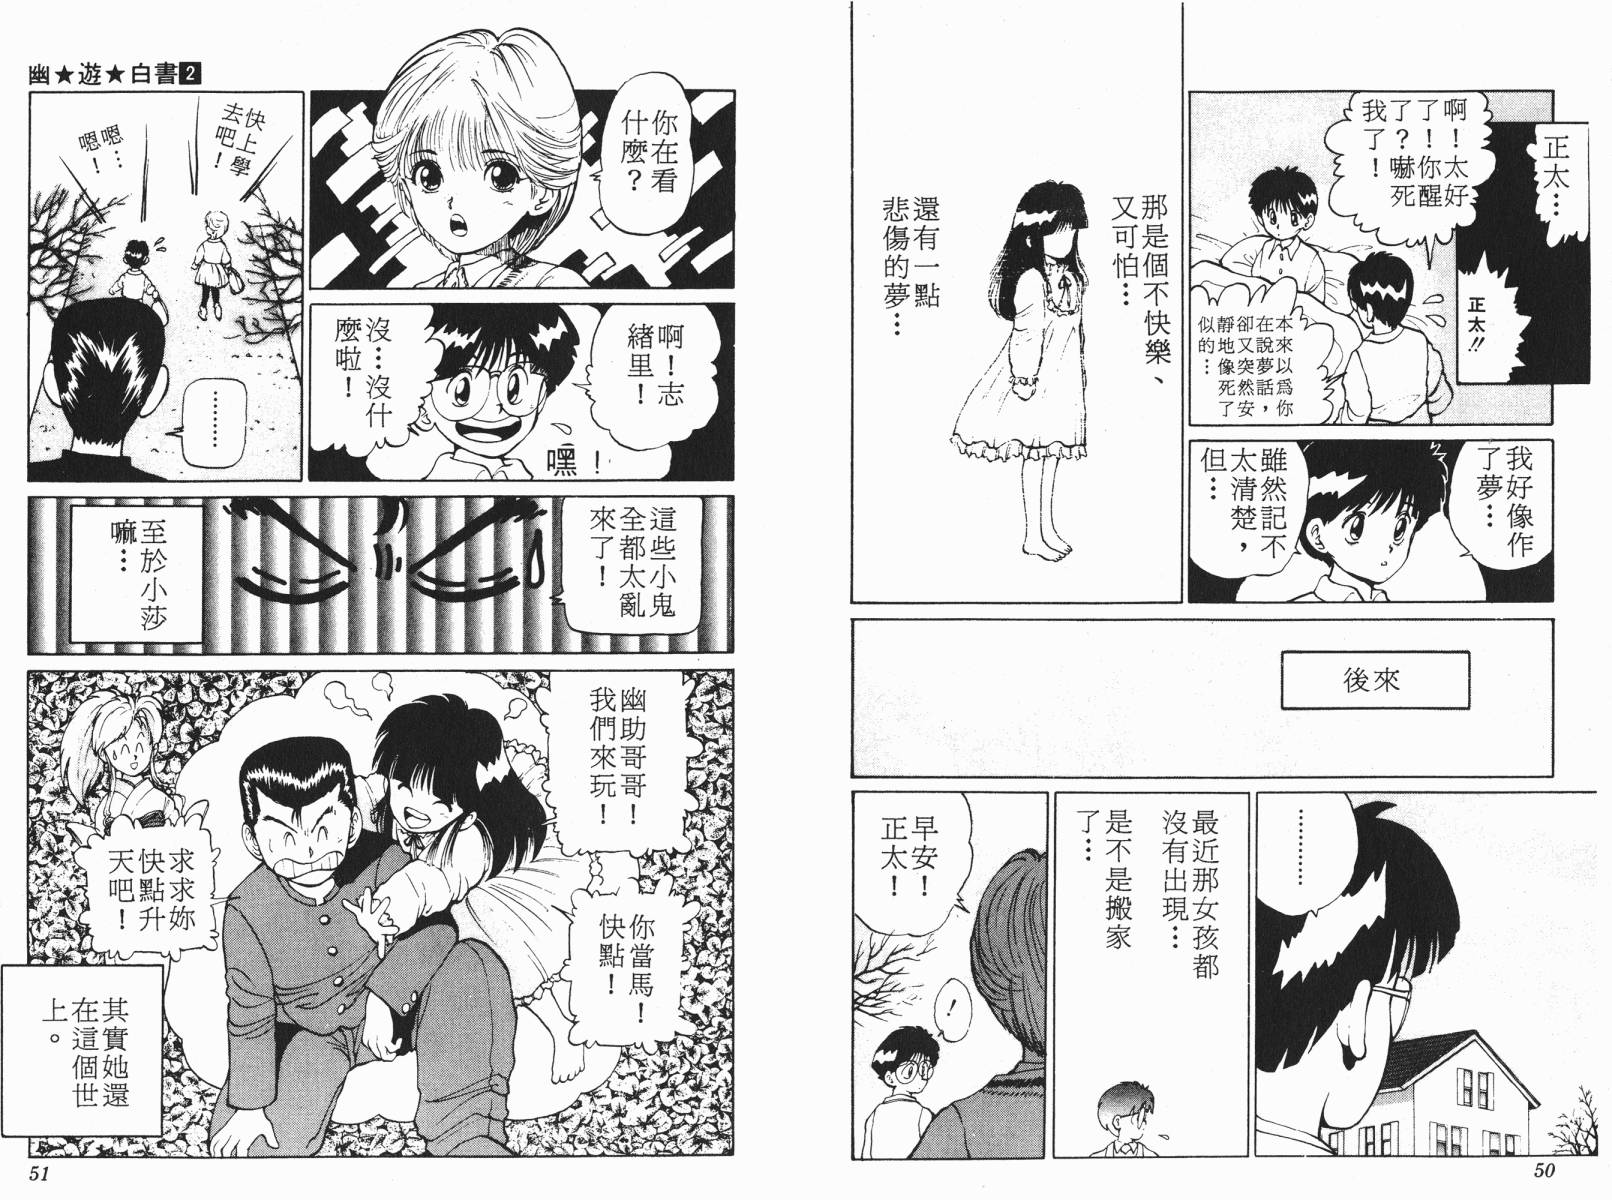 正太…
正太!!
啊!太好
了!你醒
了?嚇死
我了!
本來以為你
在說夢話,
卻又突然安
靜地像死了
似的…
我好像作
了夢…
雖然記不
太清楚,
但…
那是個不快樂、
又可怕…
還有一點
悲傷的夢…
後來
………
最近那女孩都
沒有出現…
是不是搬家
了…
早安!
正太!
!
50
幽★遊★白書2
你在看
什麼?
啊!志
緒里!
沒…沒什
麼啦!
嘿!
快上學
去吧!
嗯…
嗯!
………
這些小鬼
全都太亂
來了!
至於小莎
嘛…
幽助哥哥!
我們來玩!
你當馬!
快點!
求求妳
快點升
天吧!
其實她還
在這個世
上。
51